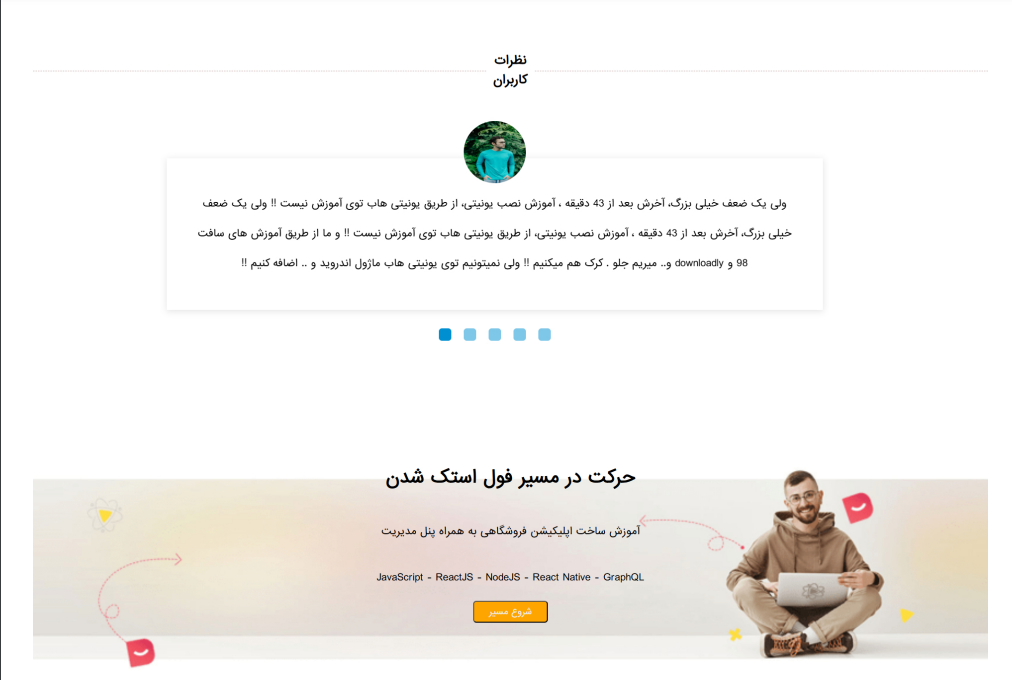 نظرات
کاربران
ولی یک ضعف خیلی بزرگ، آخرش بعد از 43 دقیقه ، آموزش نصب یونیتی، از طریق یونیتی هاب توی آموزش نیست !! ولی یک ضعف
خیلی بزرگ، آخرش بعد از 43 دقیقه ، آموزش نصب یونیتی، از طریق یونیتی هاب توی آموزش نیست !! و ما از طریق آموزش های سافت
98 و downloadly و.. میریم جلو . کرک هم میکنیم !! ولی نمیتونیم توی یونیتی هاب ماژول اندروید و .. اضافه کنیم !!
حرکت در مسیر فول استک شدن
آموزش ساخت اپلیکیشن فروشگاهی به همراه پنل مدیریت
JavaScript - ReactJS - NodeJS - React Native - GraphQL
شروع مسیر